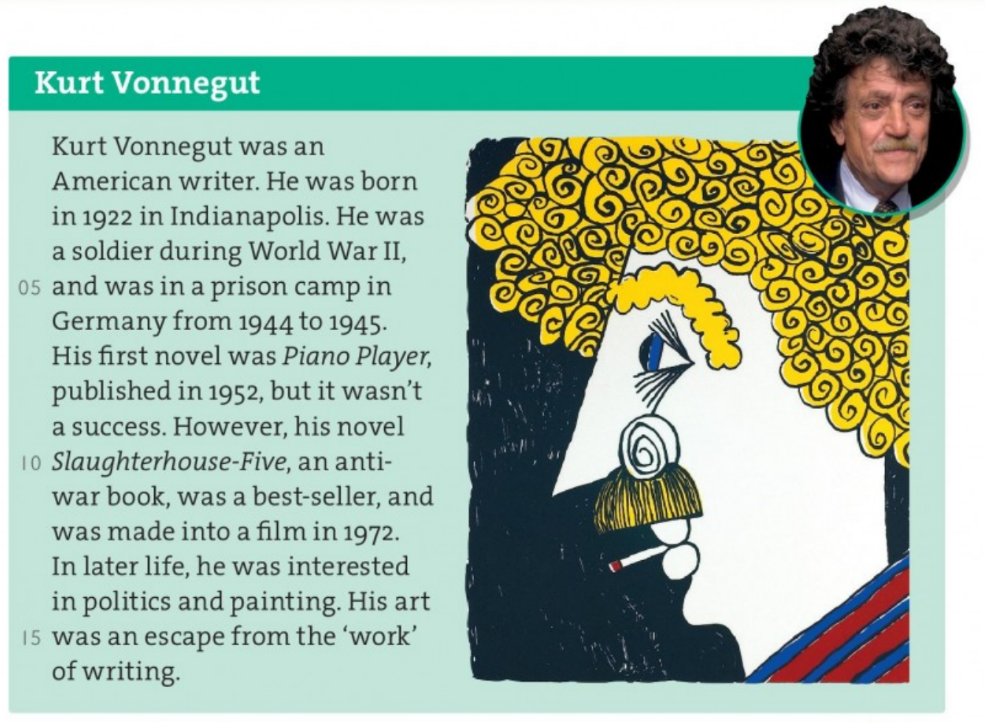 Kurt Vonnegut
Kurt Vonnegut was an
American writer. He was born
in 1922 in Indianapolis. He was
a soldier during World War II,
05 and was in a prison camp in
Germany from 1944 to 1945.
His first novel was Piano Player,
published in 1952, but it wasn't
a success. However, his novel
10 Slaughterhouse-Five, an anti-
war book, was a best-seller, and
was made into a film in 1972.
In later life, he was interested
in politics and painting. His art
15 was an escape from the ‘work’
of writing.